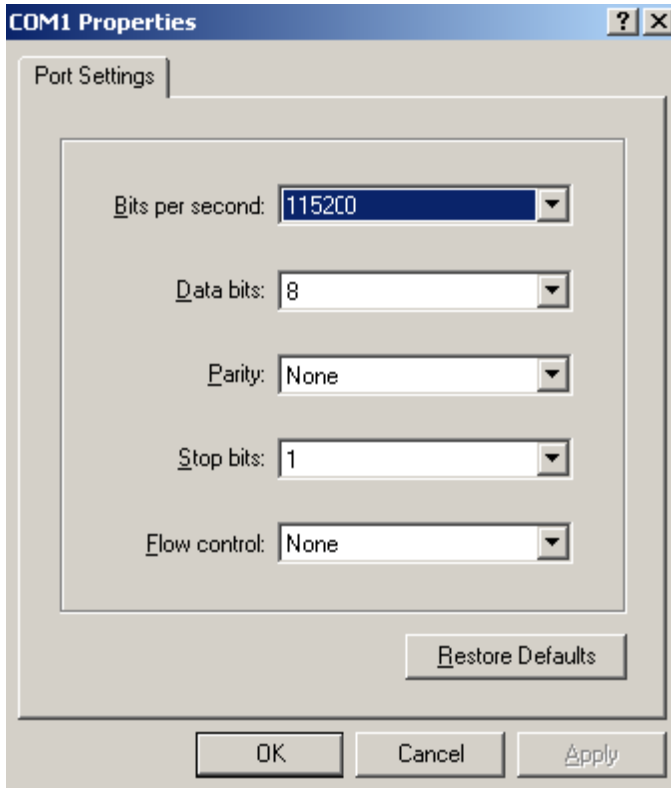 COM1 Properties
Port Settings
Bits per second: 115200
Data bits: 8
Parity: None
Stop bits: 1
Flow control: None
Restore Defaults
OK Cancel Apply